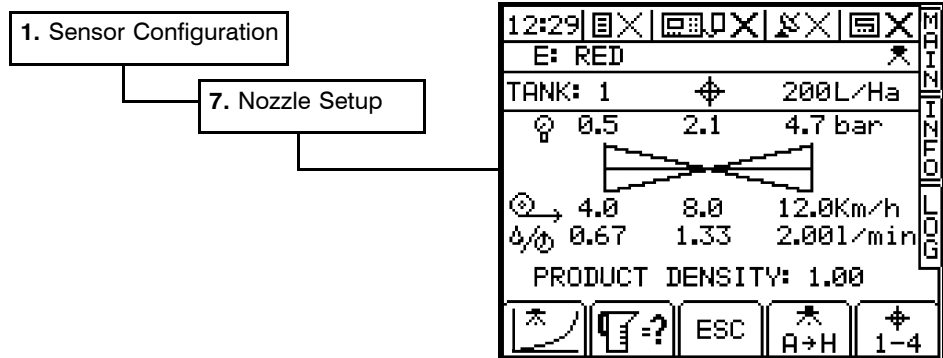 1. Sensor Configuration
7. Nozzle Setup
12:29
E: RED
TANK: 1 200L/Ha
0.5 2.1 4.7 bar
4.0 8.0 12.0Km/h
0.67 1.33 2.00l/min
PRODUCT DENSITY: 1.00
=? ESC A→H 1-4
MAIN
INFO
LOG